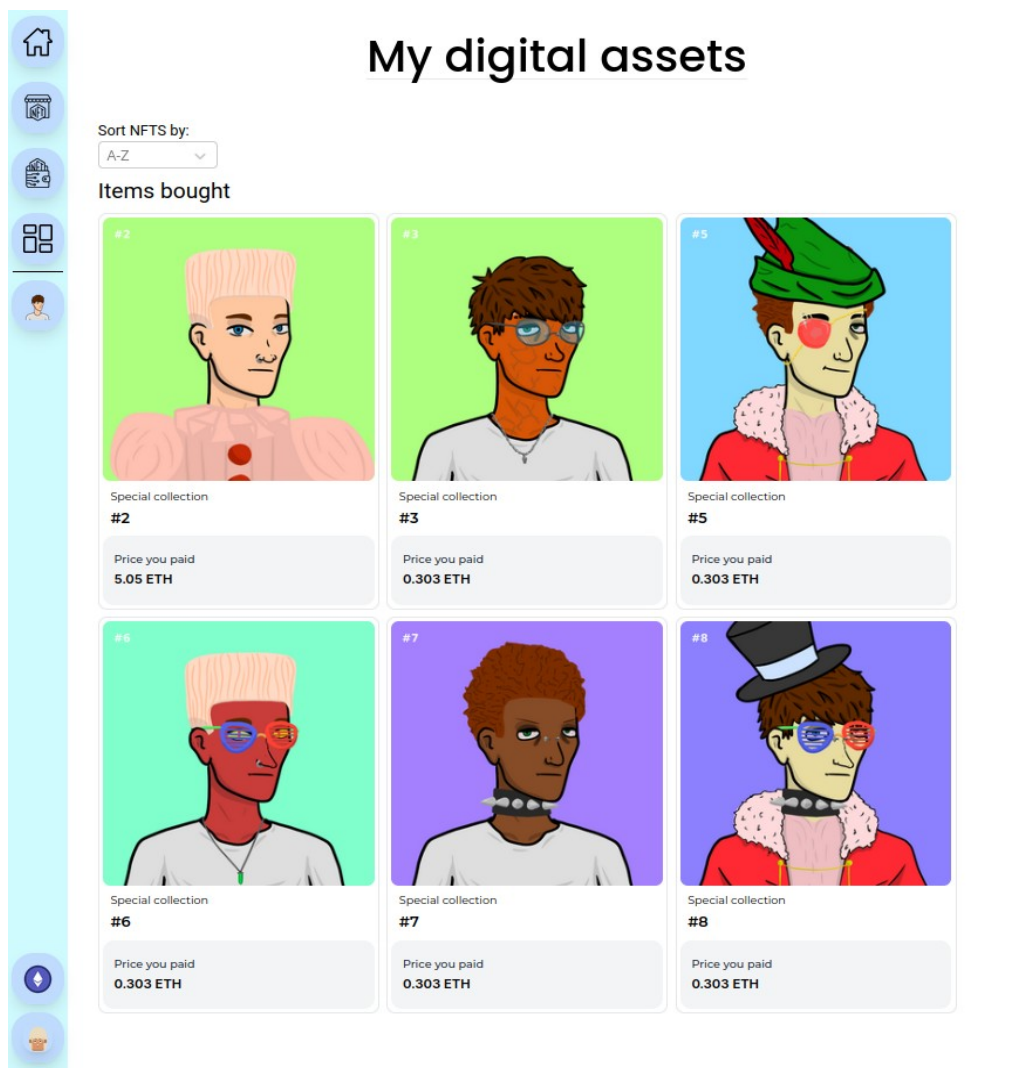 My digital assets
Sort NFTS by:
A-Z
Items bought
#2
#3
#5
Special collection
#2
Price you paid
5.05 ETH
Special collection
#3
Price you paid
0.303 ETH
Special collection
#5
Price you paid
0.303 ETH
#6
#7
#8
Special collection
#6
Price you paid
0.303 ETH
Special collection
#7
Price you paid
0.303 ETH
Special collection
#8
Price you paid
0.303 ETH
NFT
NFT